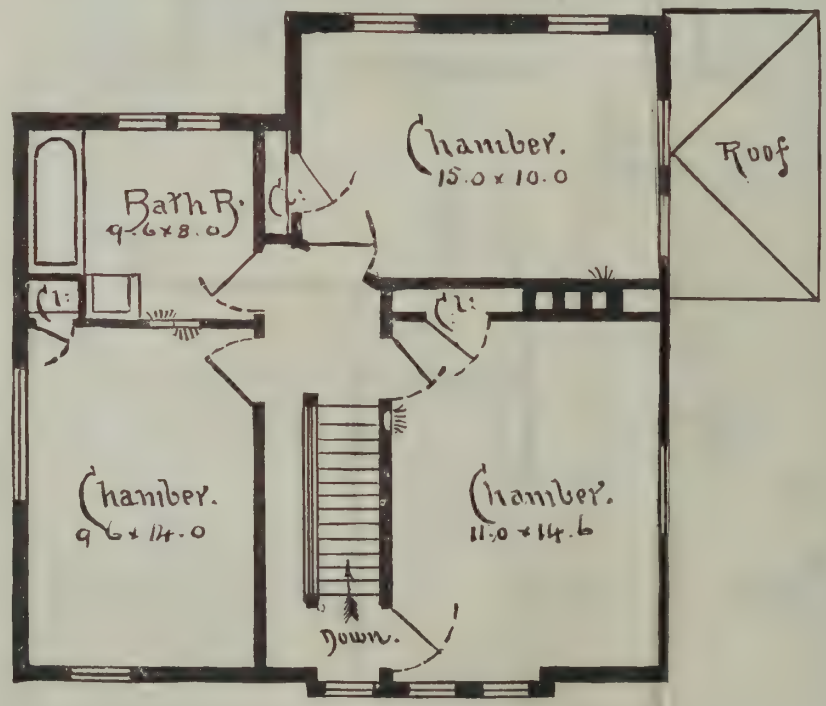 Chamber.
15.0 x 10.0
Roof
Bath R.
9.6 x 8.0
Cl:
Cl:
Cl:
Chamber.
9 6 x 14.0
Chamber.
11.0 x 14.6
Down.